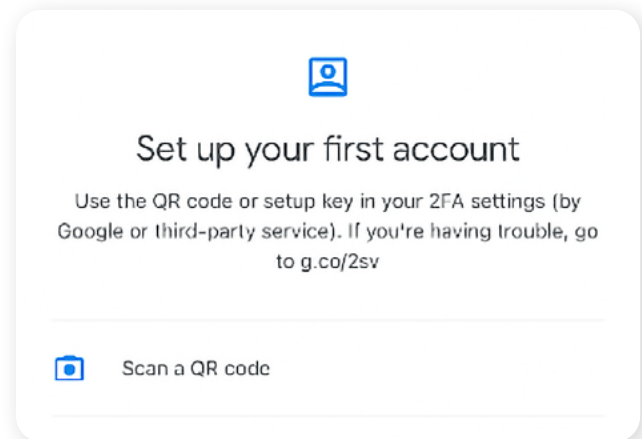 Set up your first account
Use the QR code or setup key in your 2FA settings (by
Google or third-party service). If you're having trouble, go
to g.co/2sv
Scan a QR code